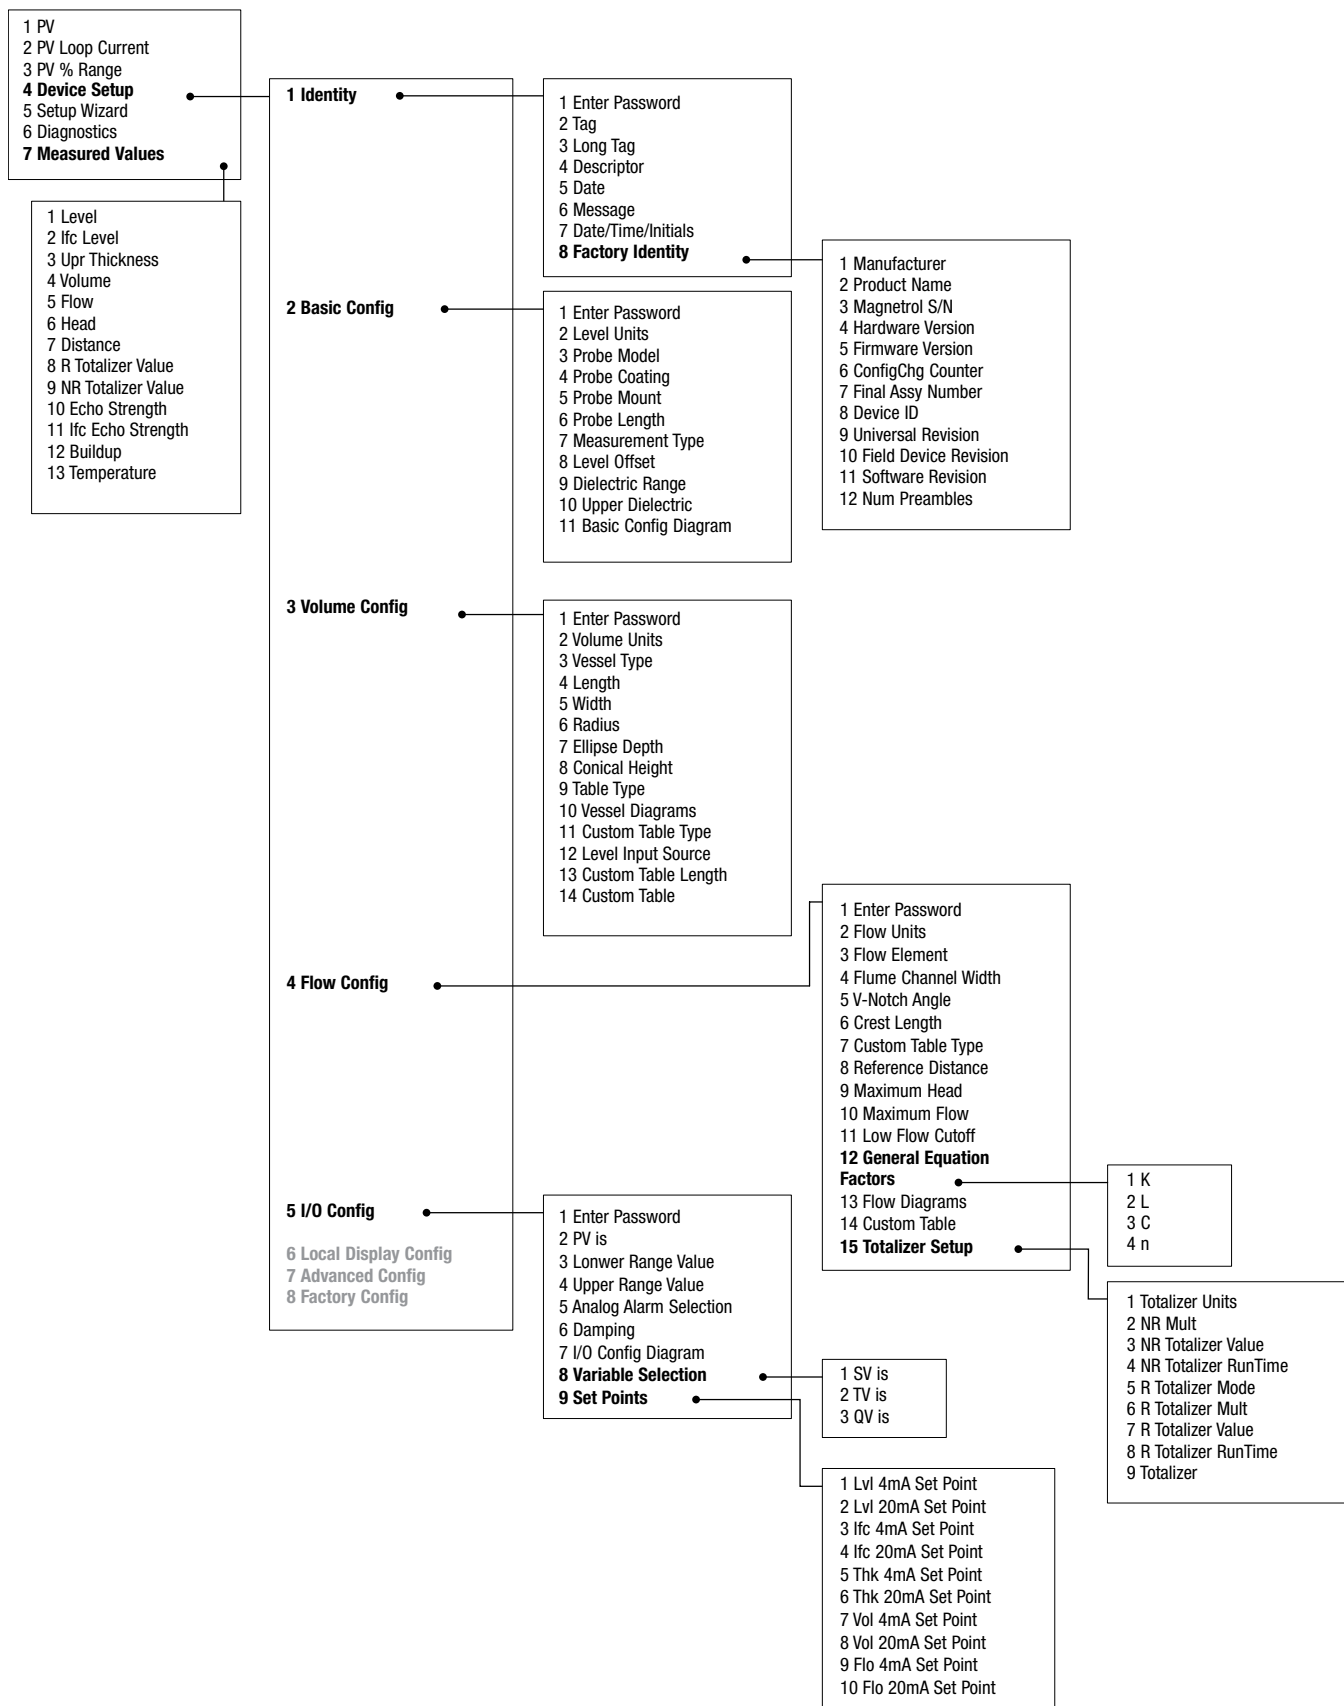 1 PV
2 PV Loop Current
3 PV % Range
4 Device Setup
5 Setup Wizard
6 Diagnostics
7 Measured Values
1 Level
2 Ifc Level
3 Upr Thickness
4 Volume
5 Flow
6 Head
7 Distance
8 R Totalizer Value
9 NR Totalizer Value
10 Echo Strength
11 Ifc Echo Strength
12 Buildup
13 Temperature
1 Identity
2 Basic Config
3 Volume Config
4 Flow Config
5 I/O Config
6 Local Display Config
7 Advanced Config
8 Factory Config
1 Enter Password
2 Tag
3 Long Tag
4 Descriptor
5 Date
6 Message
7 Date/Time/Initials
8 Factory Identity
1 Manufacturer
2 Product Name
3 Magnetrol S/N
4 Hardware Version
5 Firmware Version
6 ConfigChg Counter
7 Final Assy Number
8 Device ID
9 Universal Revision
10 Field Device Revision
11 Software Revision
12 Num Preambles
1 Enter Password
2 Level Units
3 Probe Model
4 Probe Coating
5 Probe Mount
6 Probe Length
7 Measurement Type
8 Level Offset
9 Dielectric Range
10 Upper Dielectric
11 Basic Config Diagram
1 Enter Password
2 Volume Units
3 Vessel Type
4 Length
5 Width
6 Radius
7 Ellipse Depth
8 Conical Height
9 Table Type
10 Vessel Diagrams
11 Custom Table Type
12 Level Input Source
13 Custom Table Length
14 Custom Table
1 Enter Password
2 Flow Units
3 Flow Element
4 Flume Channel Width
5 V-Notch Angle
6 Crest Length
7 Custom Table Type
8 Reference Distance
9 Maximum Head
10 Maximum Flow
11 Low Flow Cutoff
12 General Equation
Factors
13 Flow Diagrams
14 Custom Table
15 Totalizer Setup
1 K
2 L
3 C
4 n
1 Totalizer Units
2 NR Mult
3 NR Totalizer Value
4 NR Totalizer RunTime
5 R Totalizer Mode
6 R Totalizer Mult
7 R Totalizer Value
8 R Totalizer RunTime
9 Totalizer
1 Enter Password
2 PV is
3 Lonwer Range Value
4 Upper Range Value
5 Analog Alarm Selection
6 Damping
7 I/O Config Diagram
8 Variable Selection
9 Set Points
1 SV is
2 TV is
3 QV is
1 Lvl 4mA Set Point
2 Lvl 20mA Set Point
3 Ifc 4mA Set Point
4 Ifc 20mA Set Point
5 Thk 4mA Set Point
6 Thk 20mA Set Point
7 Vol 4mA Set Point
8 Vol 20mA Set Point
9 Flo 4mA Set Point
10 Flo 20mA Set Point